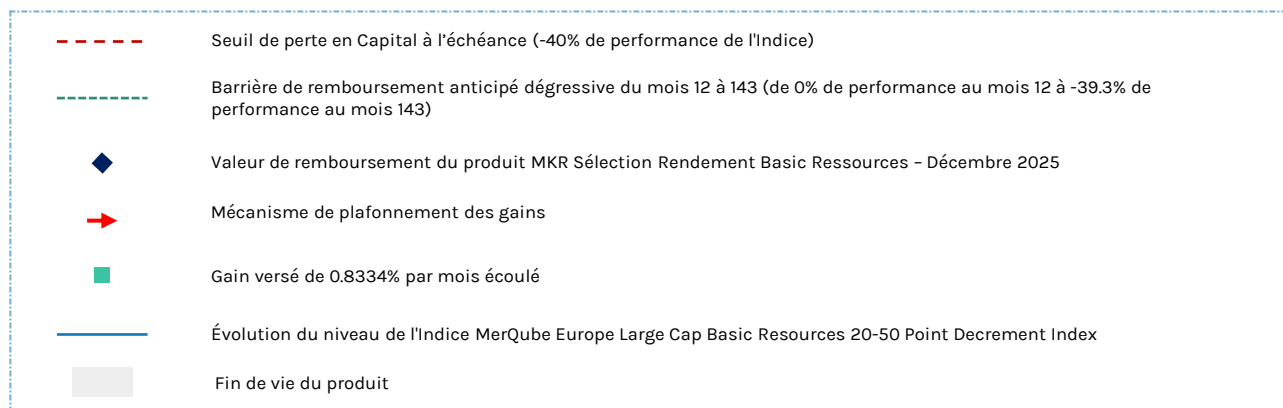 Seuil de perte en Capital à l’échéance (-40% de performance de l'Indice)
Barrière de remboursement anticipé dégressive du mois 12 à 143 (de 0% de performance au mois 12 à -39.3% de
performance au mois 143)
Valeur de remboursement du produit MKR Sélection Rendement Basic Ressources – Décembre 2025
Mécanisme de plafonnement des gains
Gain versé de 0.8334% par mois écoulé
Évolution du niveau de l'Indice MerQube Europe Large Cap Basic Resources 20-50 Point Decrement Index
Fin de vie du produit